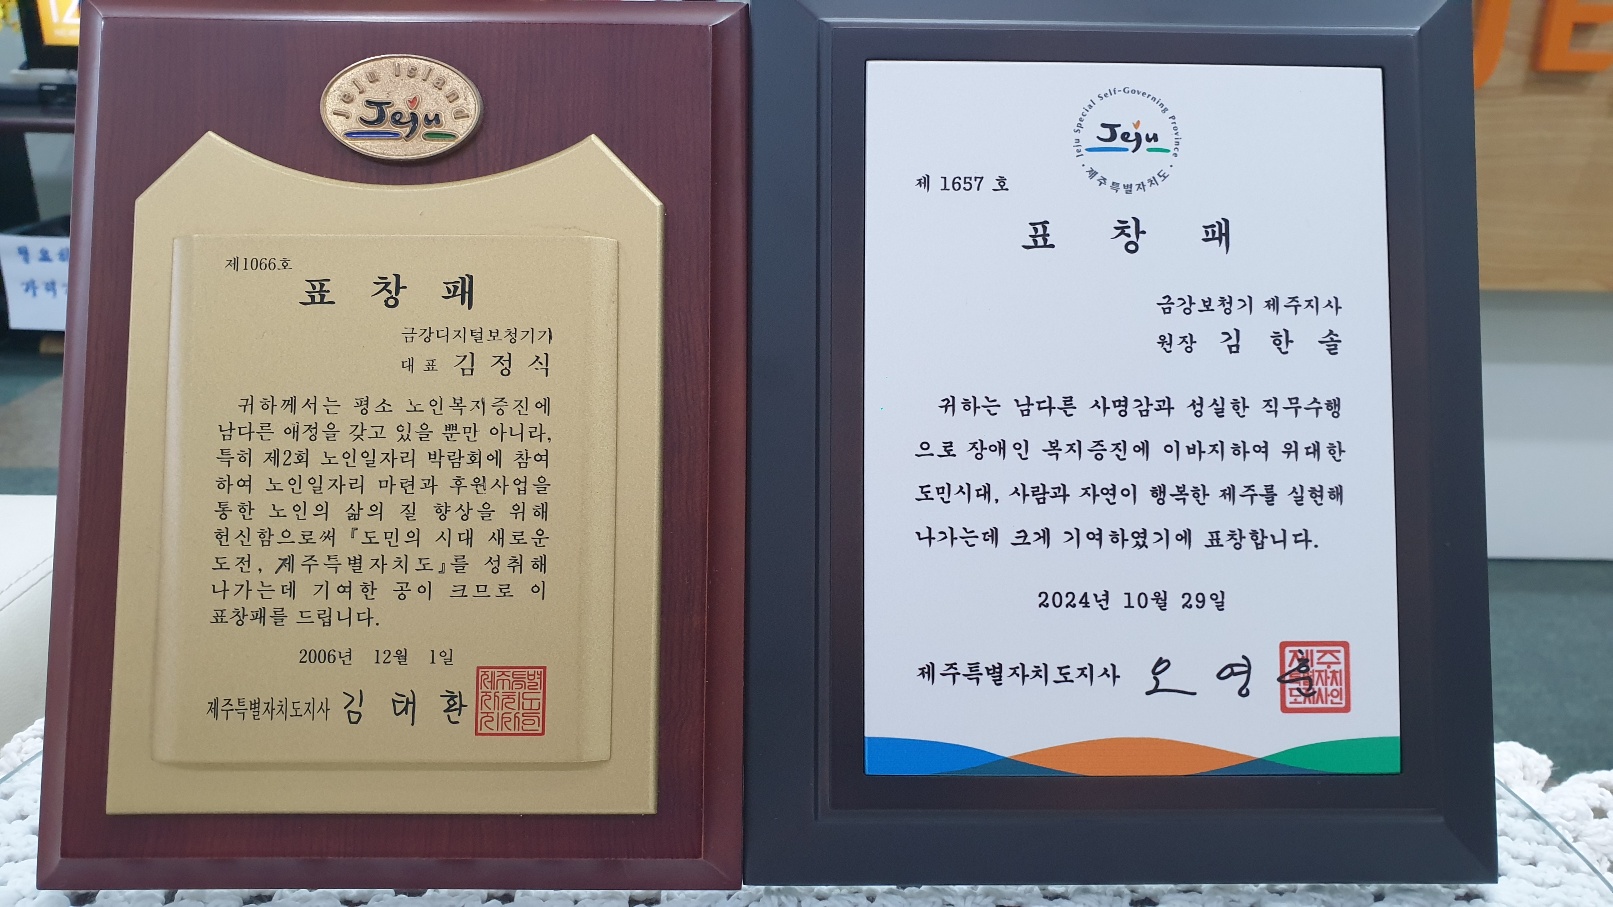 Jeju Island
Jeju
제1066호
표 창 패
금강디지털보청기기
대표 김 정 식
귀하께서는 평소 노인복지증진에
남다른 애정을 갖고 있을 뿐만 아니라,
특히 제2회 노인일자리 박람회에 참여
하여 노인일자리 마련과 후원사업을
통한 노인의 삶의 질 향상을 위해
헌신함으로써 『도민의 시대 새로운
도전, 제주특별자치도』를 성취해
나가는데 기여한 공이 크므로 이
표창패를 드립니다.
2006년 12월 1일
제주특별자치도지사 김 태 환
Jeju Special Self-Governing Province
Jeju
제주특별자치도
제 1657 호
표 창 패
금강보청기 제주지사
원장 김 한 솔
귀하는 남다른 사명감과 성실한 직무수행
으로 장애인 복지증진에 이바지하여 위대한
도민시대, 사람과 자연이 행복한 제주를 실현해
나가는데 크게 기여하였기에 표창합니다.
2024년 10월 29일
제주특별자치도지사 오 영 훈
제주
특별자치
도지사인